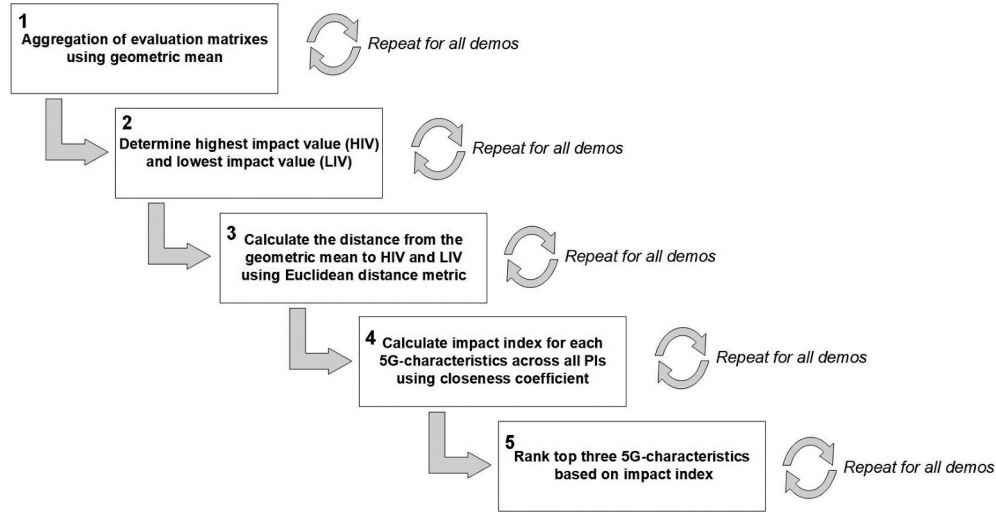 1
Aggregation of evaluation matrixes
using geometric mean
Repeat for all demos
2
Determine highest impact value (HIV)
and lowest impact value (LIV)
Repeat for all demos
3
Calculate the distance from the
geometric mean to HIV and LIV
using Euclidean distance metric
Repeat for all demos
4
Calculate impact index for each
5G-characteristics across all PIs
using closeness coefficient
Repeat for all demos
5
Rank top three 5G-characteristics
based on impact index
Repeat for all demos